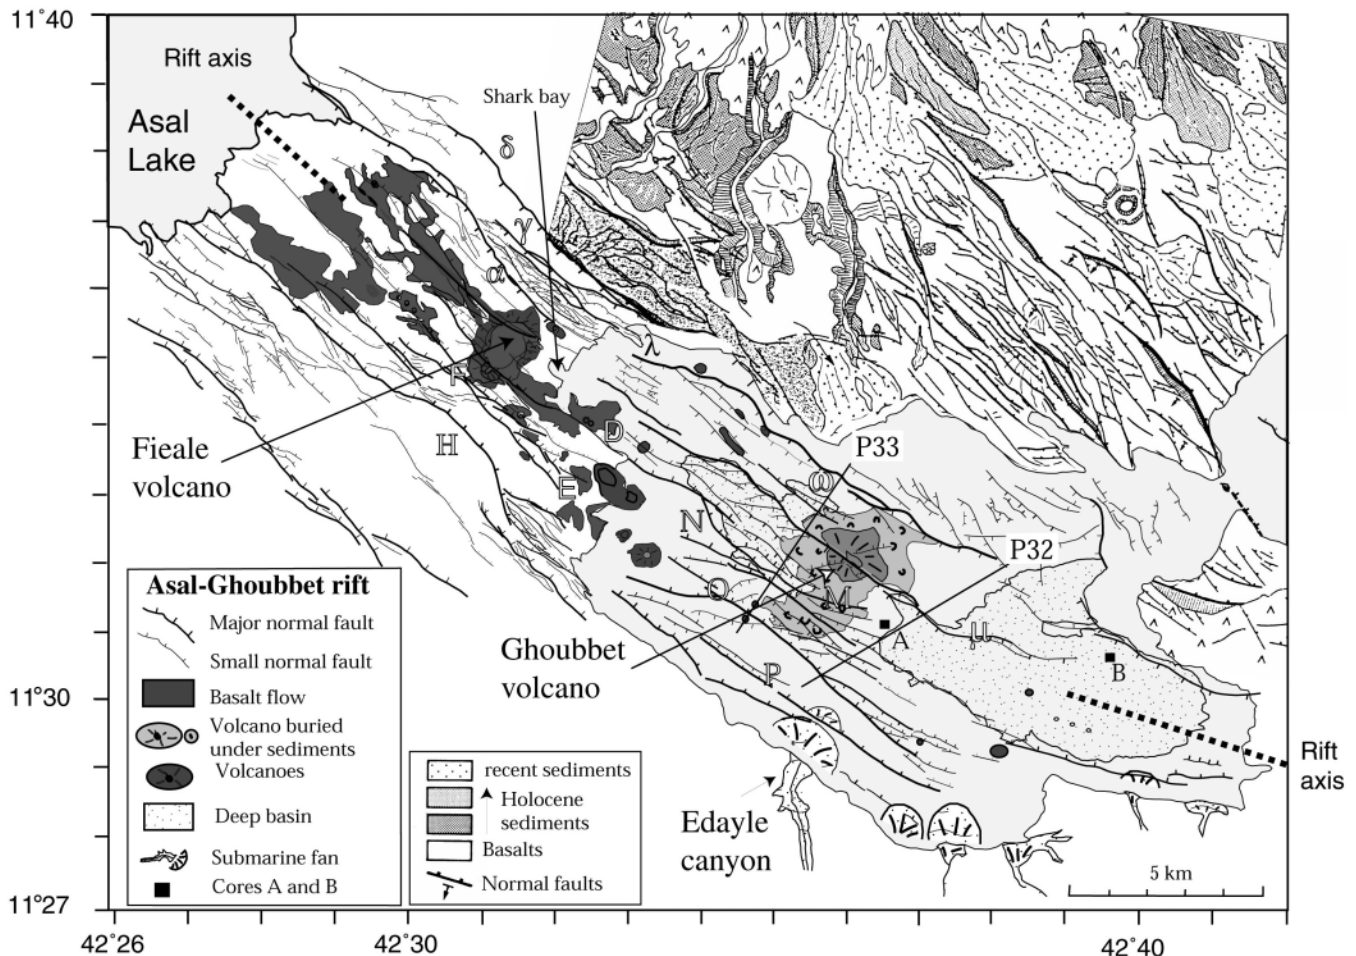 11°40
Rift axis
Asal
Lake
Shark bay
δ
γ
α
λ
F
Fieale
volcano
H
D
P33
E
ω
N
P32
O
M
Ghoubbet
volcano
A
μ
B
P
11°30
Rift
axis
Edayle
canyon
5 km
11°27
42°26
42°30
42°40
Asal-Ghoubbet rift
Major normal fault
Small normal fault
Basalt flow
Volcano buried
under sediments
Volcanoes
Deep basin
Submarine fan
Cores A and B
recent sediments
Holocene
sediments
Basalts
Normal faults